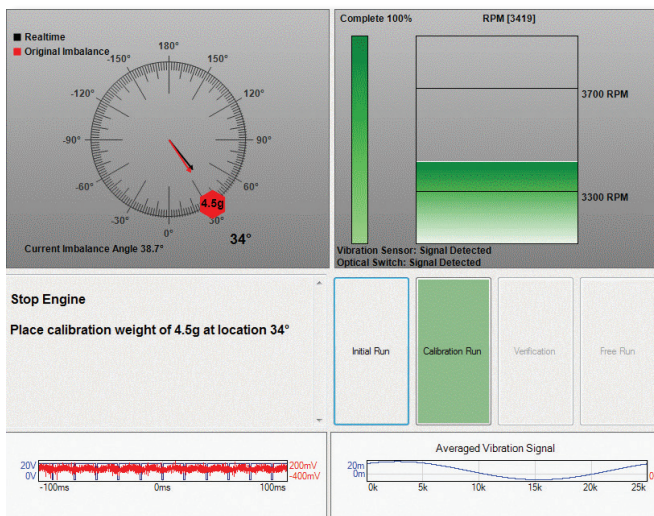 Realtime
Original Imbalance
180°
-150°
150°
-120°
120°
-90°
90°
-60°
60°
-30°
30°
0°
4.5g
34°
Current Imbalance Angle 38.7°
Complete 100%
RPM [3419]
3700 RPM
3300 RPM
Vibration Sensor: Signal Detected
Optical Switch: Signal Detected
Stop Engine
Place calibration weight of 4.5g at location 34°
Initial Run
Calibration Run
Verification
Free Run
20V
0V
200mV
-400mV
-100ms
0ms
100ms
Averaged Vibration Signal
20m
0m
0
0k
5k
10k
15k
20k
25k